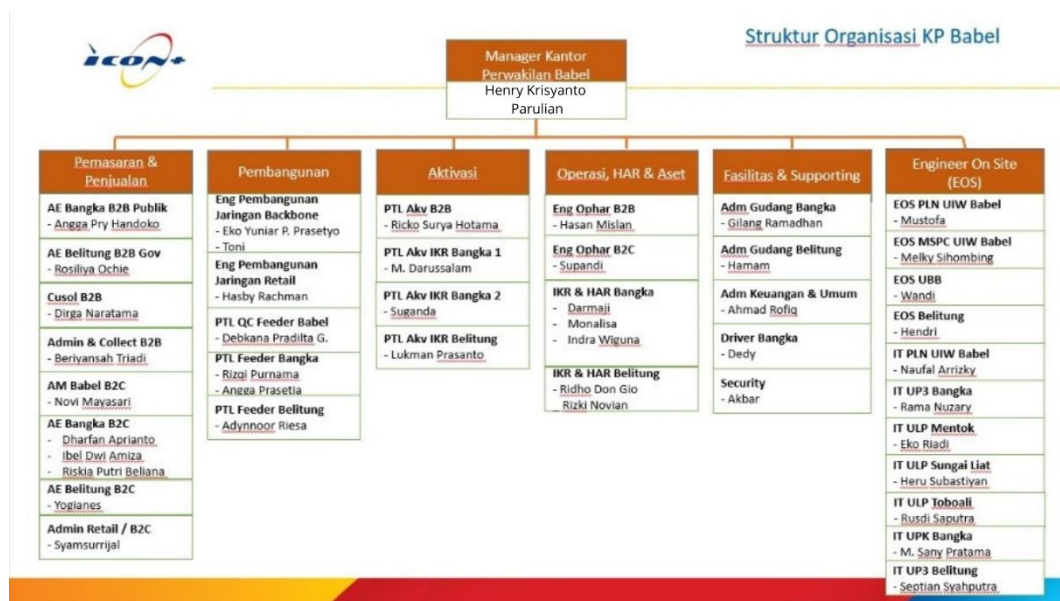 Struktur Organisasi KP Babel
icon+
Manager Kantor
Perwakilan Babel
Henry Krisyanto
Parulian
Pemasaran &
Penjualan
AE Bangka B2B Publik
- Angga Pry Handoko
AE Belitung B2B Gov
- Rosiliya Ochie
Cusol B2B
- Dirga Naratama
Admin & Collect B2B
- Beriyansah Triadi
AM Babel B2C
- Novi Mayasari
AE Bangka B2C
- Dharfan Aprianto
- Ibel Dwi Amiza
- Riskia Putri Beliana
AE Belitung B2C
- Yogianes
Admin Retail / B2C
- Syamsurrijal
Pembangunan
Eng Pembangunan
Jaringan Backbone
- Eko Yuniar P. Prasetyo
- Toni
Eng Pembangunan
Jaringan Retail
- Hasby Rachman
PTL QC Feeder Babel
- Debkana Pradilta G.
PTL Feeder Bangka
- Rizqi Purnama
- Angga Prasetia
PTL Feeder Belitung
- Adynnoor Riesa
Aktivasi
PTL Akv B2B
- Ricko Surya Hotama
PTL Akv IKR Bangka 1
- M. Darussalam
PTL Akv IKR Bangka 2
- Suganda
PTL Akv IKR Belitung
- Lukman Prasanto
Operasi, HAR & Aset
Eng Ophar B2B
- Hasan Mislan
Eng Ophar B2C
- Supandi
IKR & HAR Bangka
- Darmaji
- Monalisa
- Indra Wiguna
IKR & HAR Belitung
- Ridho Don Gio
Rizki Novian
Fasilitas & Supporting
Adm Gudang Bangka
- Gilang Ramadhan
Adm Gudang Belitung
- Hamam
Adm Keuangan & Umum
- Ahmad Rofiq
Driver Bangka
- Dedy
Security
- Akbar
Engineer On Site
(EOS)
EOS PLN UIW Babel
- Mustofa
EOS MSPC UIW Babel
- Melky Sihombing
EOS UBB
- Wandi
EOS Belitung
- Hendri
IT PLN UIW Babel
- Naufal Arrizky
IT UP3 Bangka
- Rama Nuzary
IT ULP Mentok
- Eko Riadi
IT ULP Sungai Liat
- Heru Subastiyan
IT ULP Toboali
- Rusdi Saputra
IT UPK Bangka
- M. Sany Pratama
IT UP3 Belitung
- Septian Syahputra